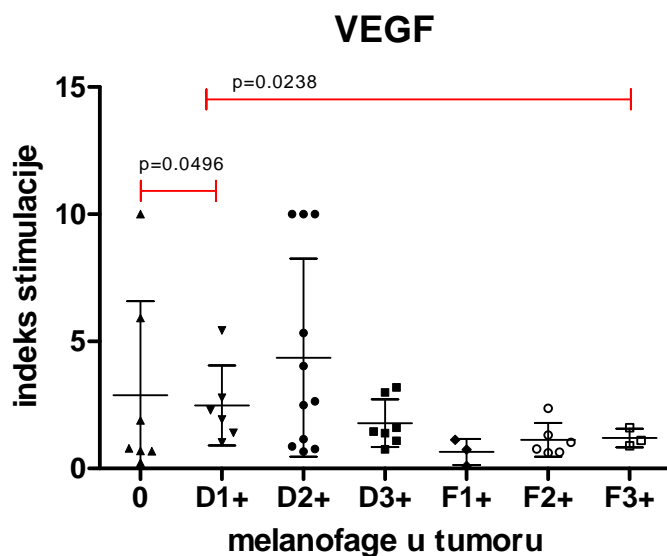 VEGF
15
p=0.0238
p=0.0496
10
indeks stimulacije
5
0
0 D1+ D2+ D3+ F1+ F2+ F3+
melanofage u tumoru